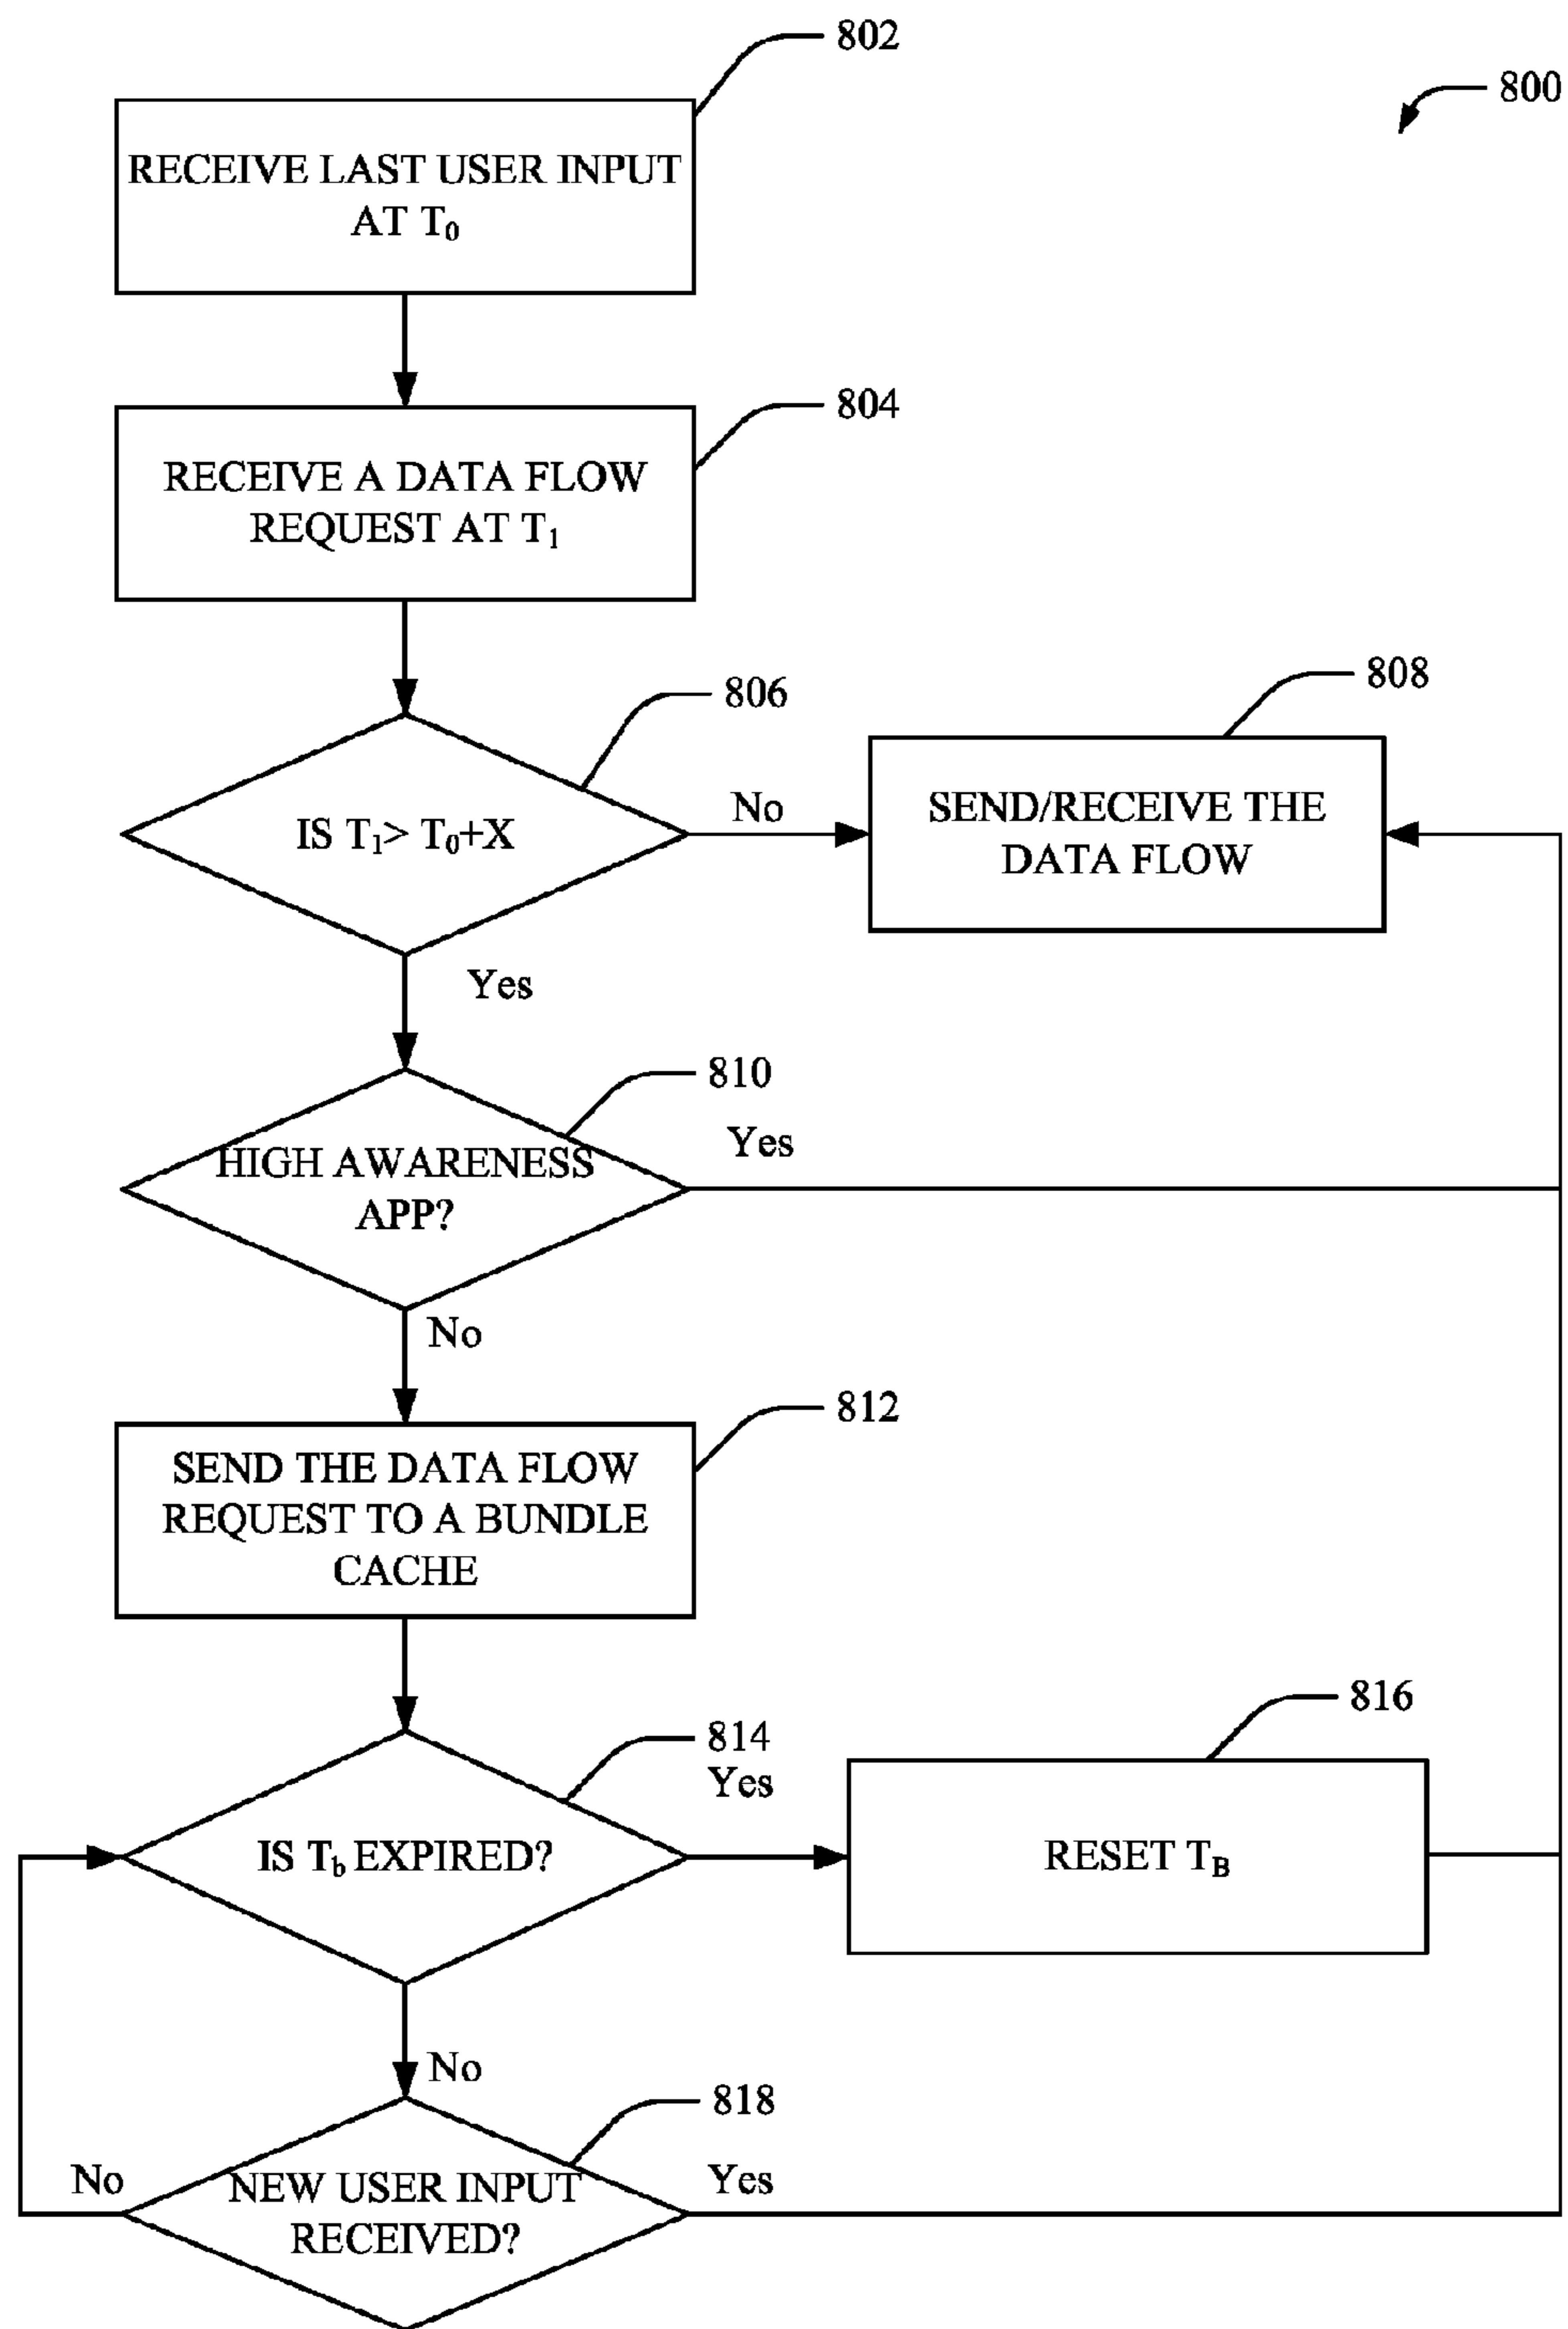 802
800
RECEIVE LAST USER INPUT
AT T₀
804
RECEIVE A DATA FLOW
REQUEST AT T₁
806
808
IS T₁> T₀+X
No
SEND/RECEIVE THE
DATA FLOW
Yes
810
HIGH AWARENESS
APP?
Yes
No
812
SEND THE DATA FLOW
REQUEST TO A BUNDLE
CACHE
816
814
Yes
IS T_b EXPIRED?
RESET T_B
No
818
No
NEW USER INPUT
RECEIVED?
Yes